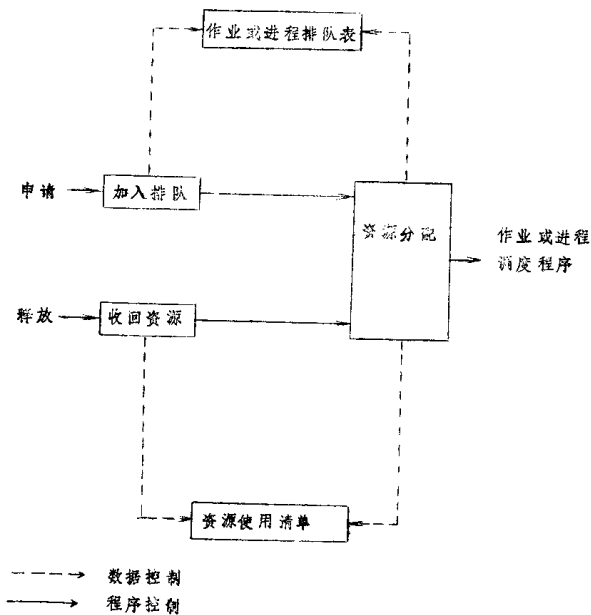 作业或进程排队表
申请
加入排队
资源分配
作业或进程
调度程序
释放
收回资源
资源使用清单
数据控制
程序控制